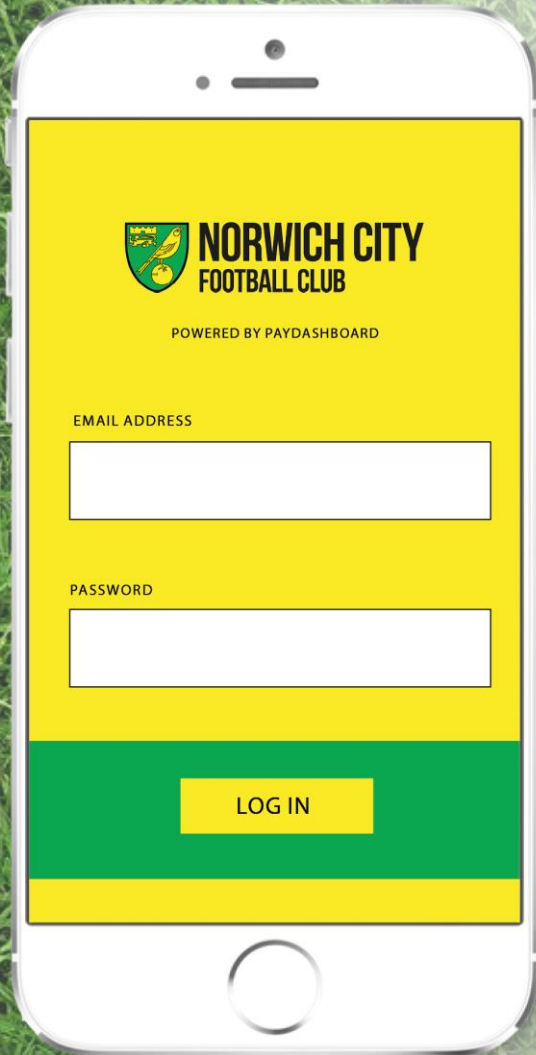 NORWICH CITY
FOOTBALL CLUB
POWERED BY PAYDASHBOARD
EMAIL ADDRESS
PASSWORD
LOG IN